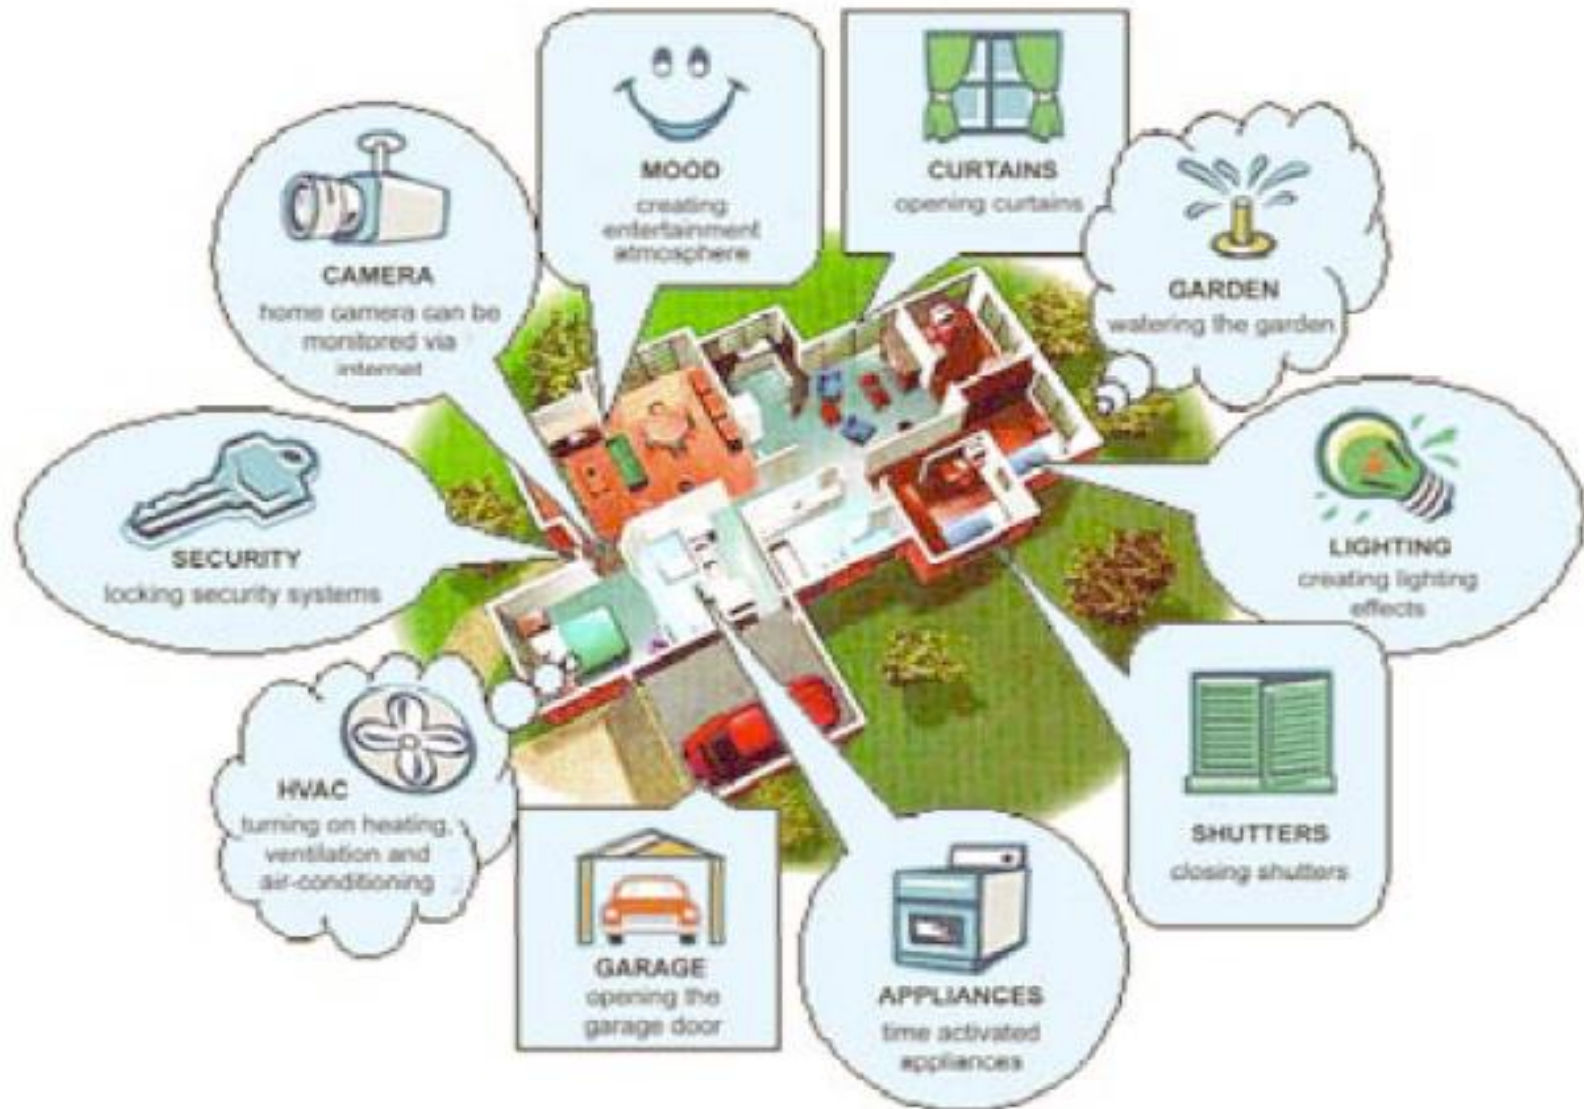 MOOD
creating
entertainment
atmosphere
CURTAINS
opening curtains
CAMERA
home camera can be
monitored via
internet
GARDEN
watering the garden
SECURITY
locking security systems
LIGHTING
creating lighting
effects
HVAC
turning on heating,
ventilation and
air-conditioning
SHUTTERS
closing shutters
GARAGE
opening the
garage door
APPLIANCES
time activated
appliances